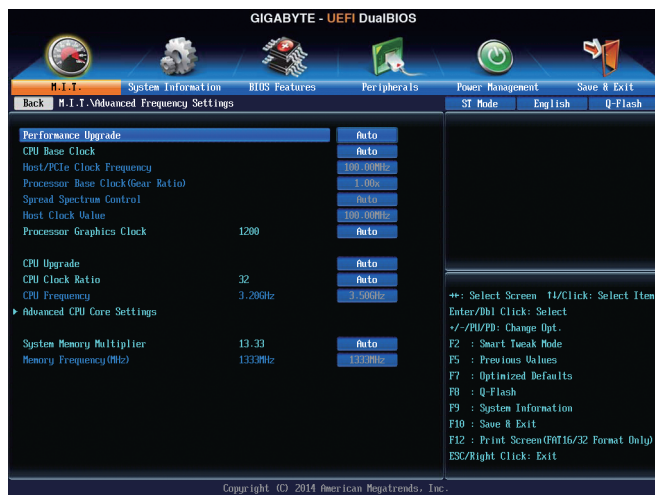 GIGABYTE - UEFI DualBIOS
M.I.T. System Information BIOS Features Peripherals Power Management Save & Exit
Back M.I.T.\Advanced Frequency Settings ST Mode English Q-Flash
Performance Upgrade Auto
CPU Base Clock Auto
Host/PCIe Clock Frequency 100.00MHz
Processor Base Clock(Gear Ratio) 1.00x
Spread Spectrum Control Auto
Host Clock Value 100.00MHz
Processor Graphics Clock 1200 Auto
CPU Upgrade Auto
CPU Clock Ratio 32 Auto
CPU Frequency 3.20GHz 3.50GHz
Advanced CPU Core Settings
System Memory Multiplier 13.33 Auto
Memory Frequency(MHz) 1333MHz 1333MHz
→←: Select Screen ↑↓/Click: Select Item
Enter/Dbl Click: Select
+/-/PU/PD: Change Opt.
F2 : Smart Tweak Mode
F5 : Previous Values
F7 : Optimized Defaults
F8 : Q-Flash
F9 : System Information
F10 : Save & Exit
F12 : Print Screen(FAT16/32 Format Only)
ESC/Right Click: Exit
Copyright (C) 2014 American Megatrends, Inc.